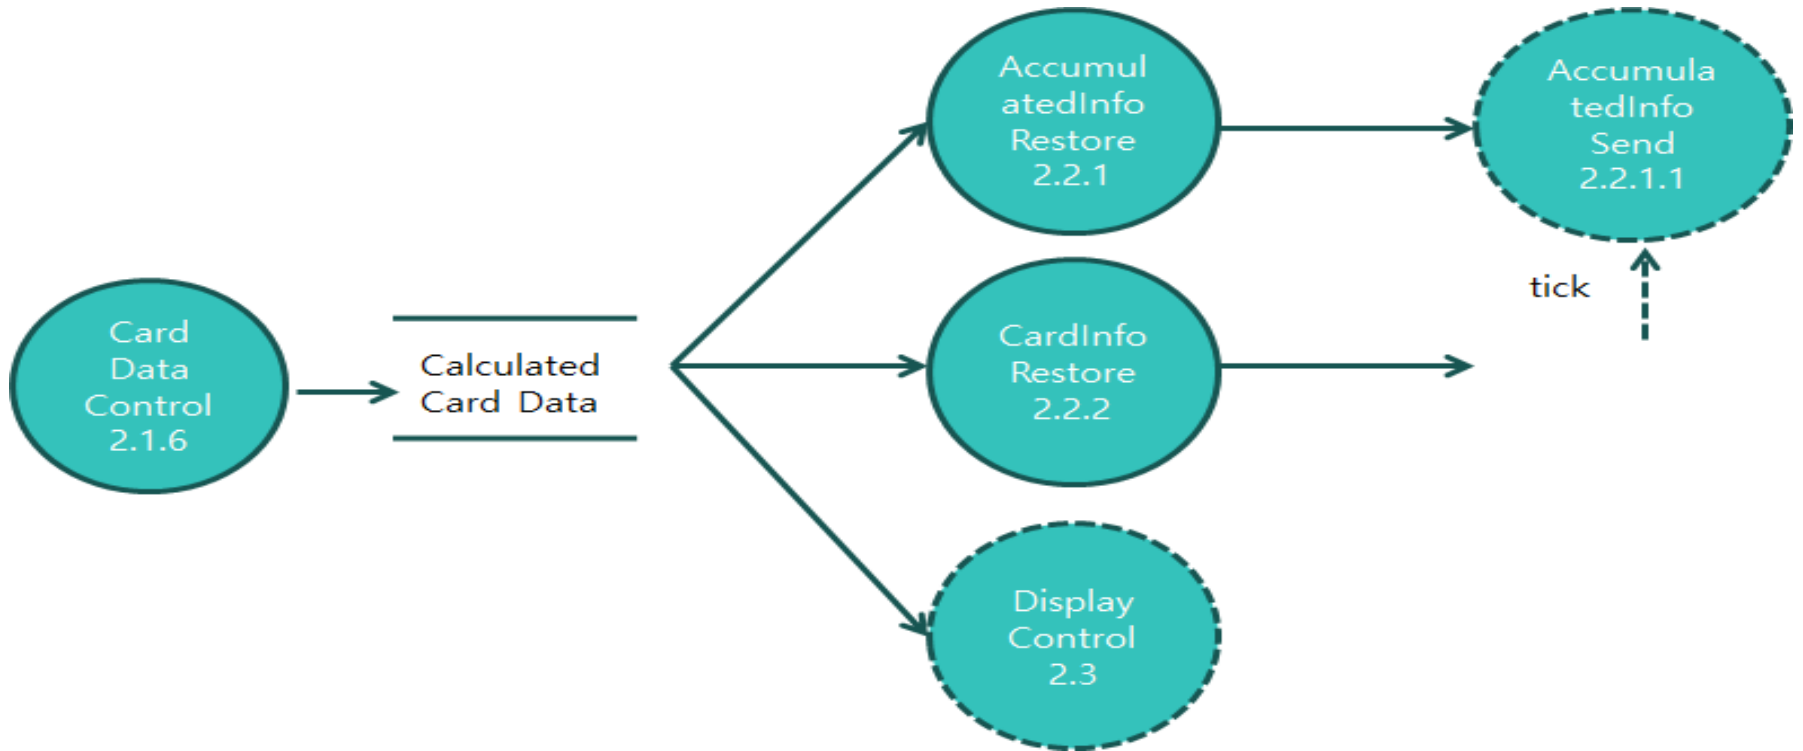 Card
Data
Control
2.1.6
Calculated
Card Data
Accumul
atedInfo
Restore
2.2.1
CardInfo
Restore
2.2.2
Display
Control
2.3
Accumula
tedInfo
Send
2.2.1.1
tick